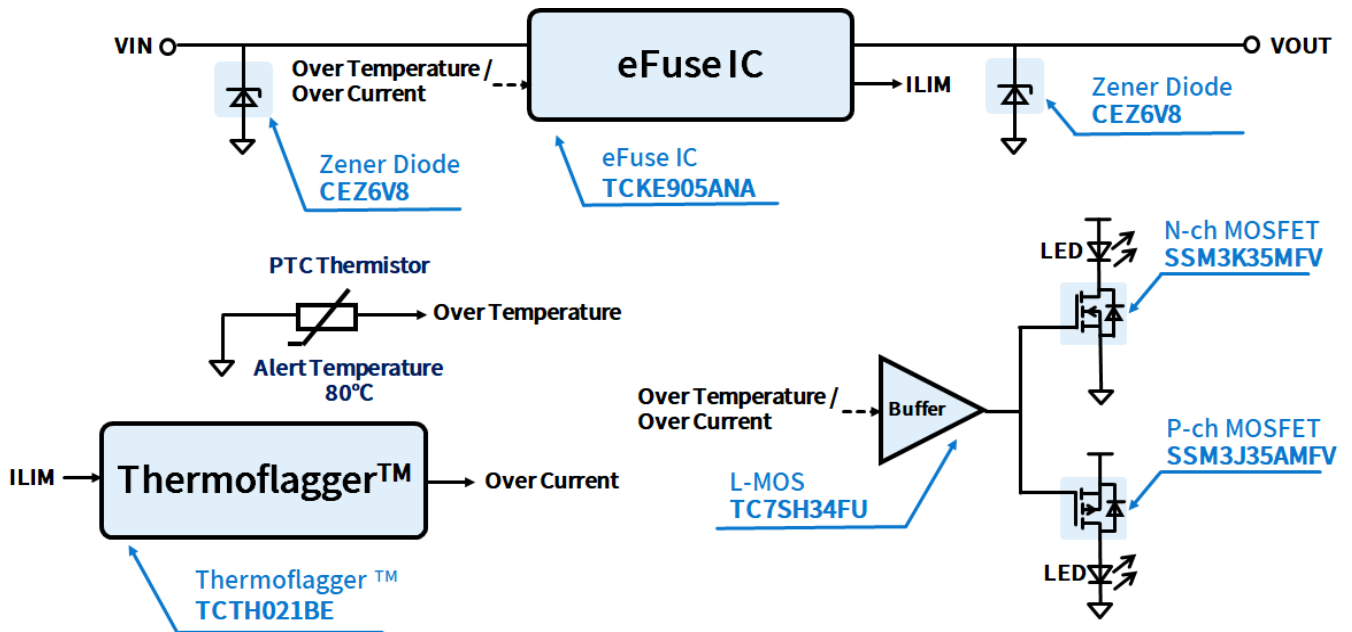 VIN
Over Temperature /
Over Current
eFuse IC
ILIM
VOUT
Zener Diode
CEZ6V8
eFuse IC
TCKE905ANA
Zener Diode
CEZ6V8
PTC Thermistor
Over Temperature
Alert Temperature
80℃
ILIM
Thermoflagger™
Over Current
Thermoflagger ™
TCTH021BE
Over Temperature /
Over Current
Buffer
L-MOS
TC7SH34FU
LED
N-ch MOSFET
SSM3K35MFV
P-ch MOSFET
SSM3J35AMFV
LED